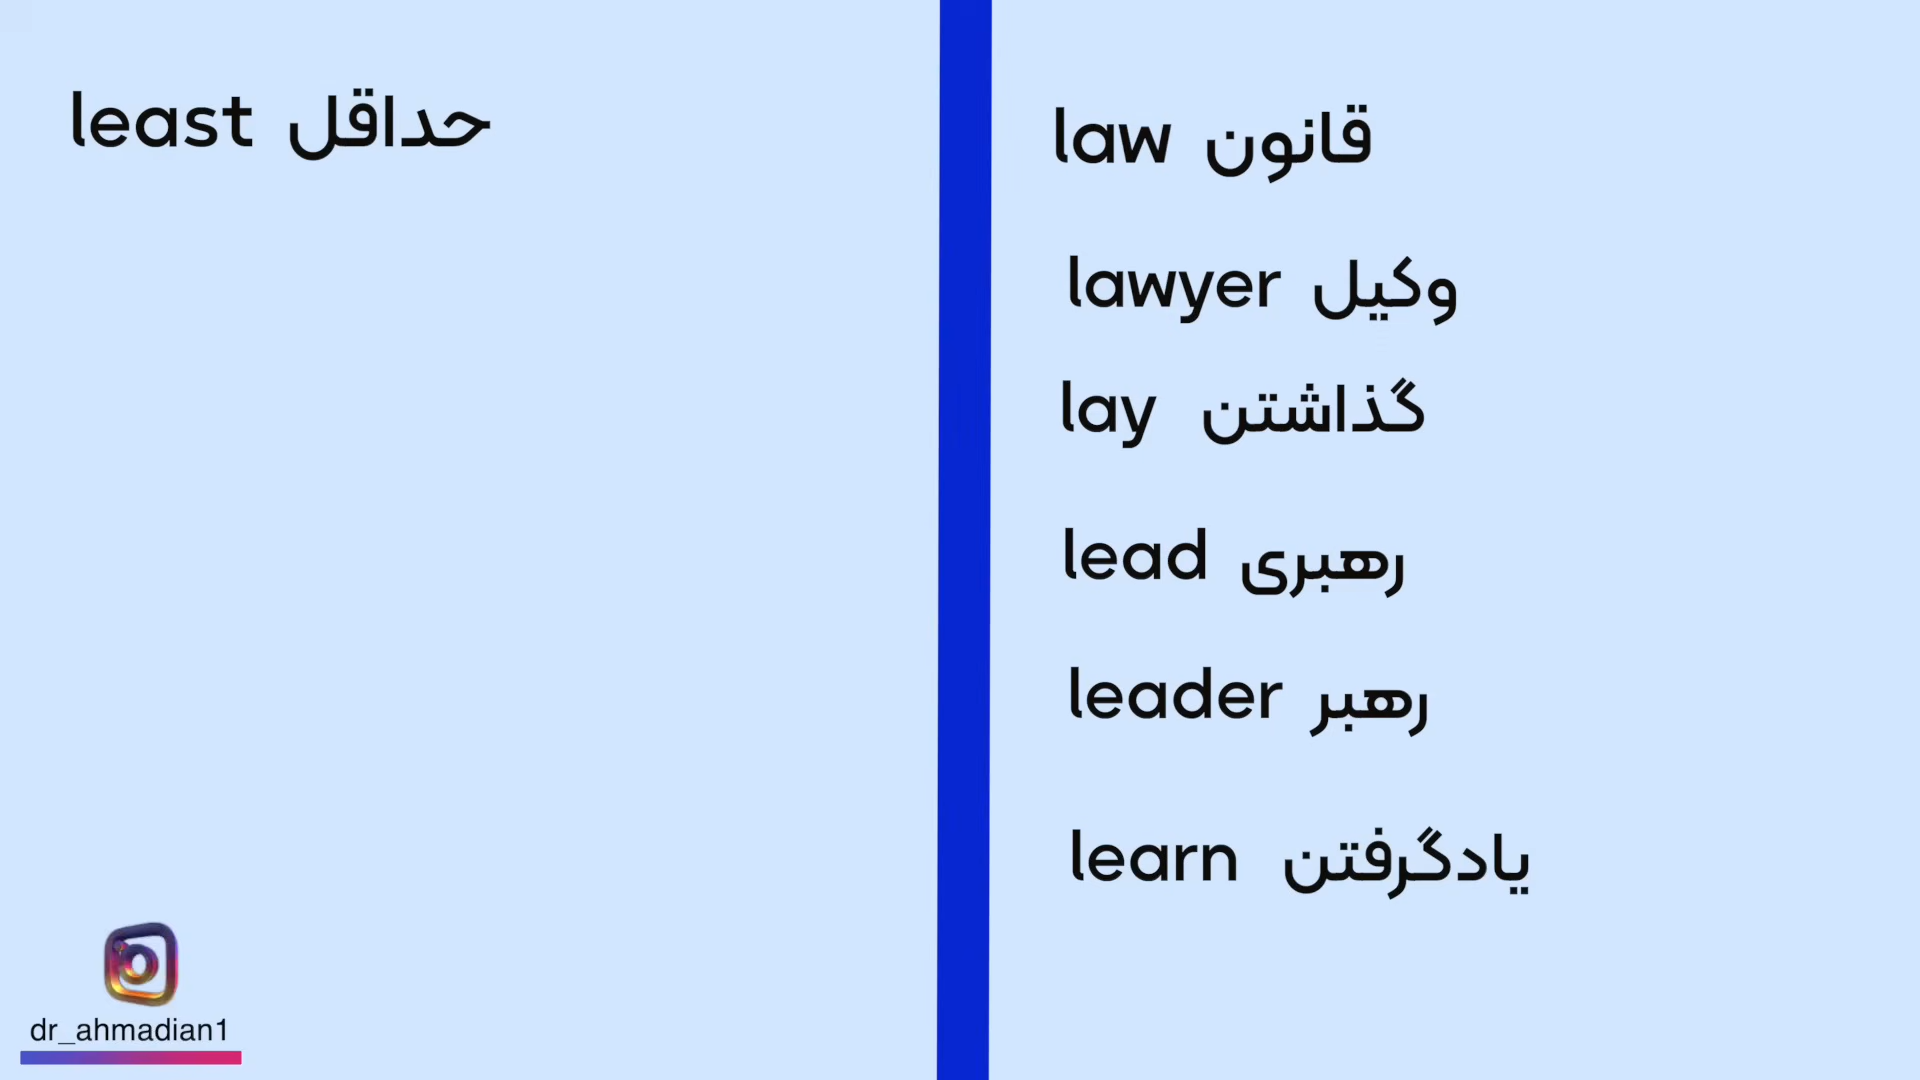 least حداقل
law قانون
lawyer وکیل
lay گذاشتن
lead رهبری
leader رهبر
learn یادگرفتن
dr_ahmadian1